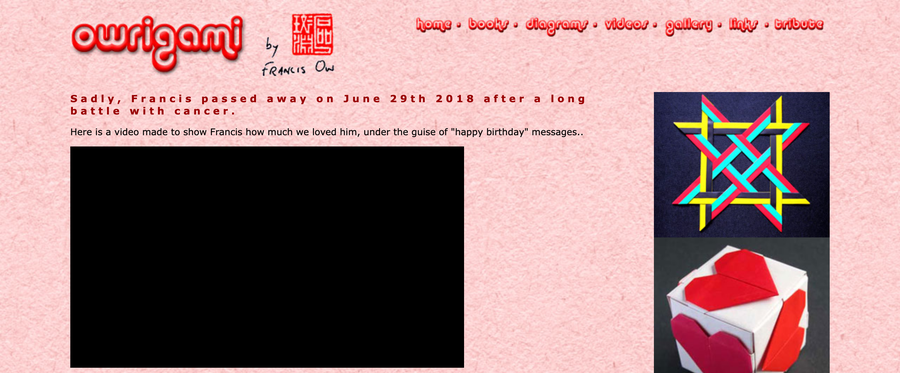 owrigami
by
FRANCIS OW
home • books • diagrams • videos • gallery • links • tribute
Sadly, Francis passed away on June 29th 2018 after a long
battle with cancer.
Here is a video made to show Francis how much we loved him, under the guise of "happy birthday" messages..